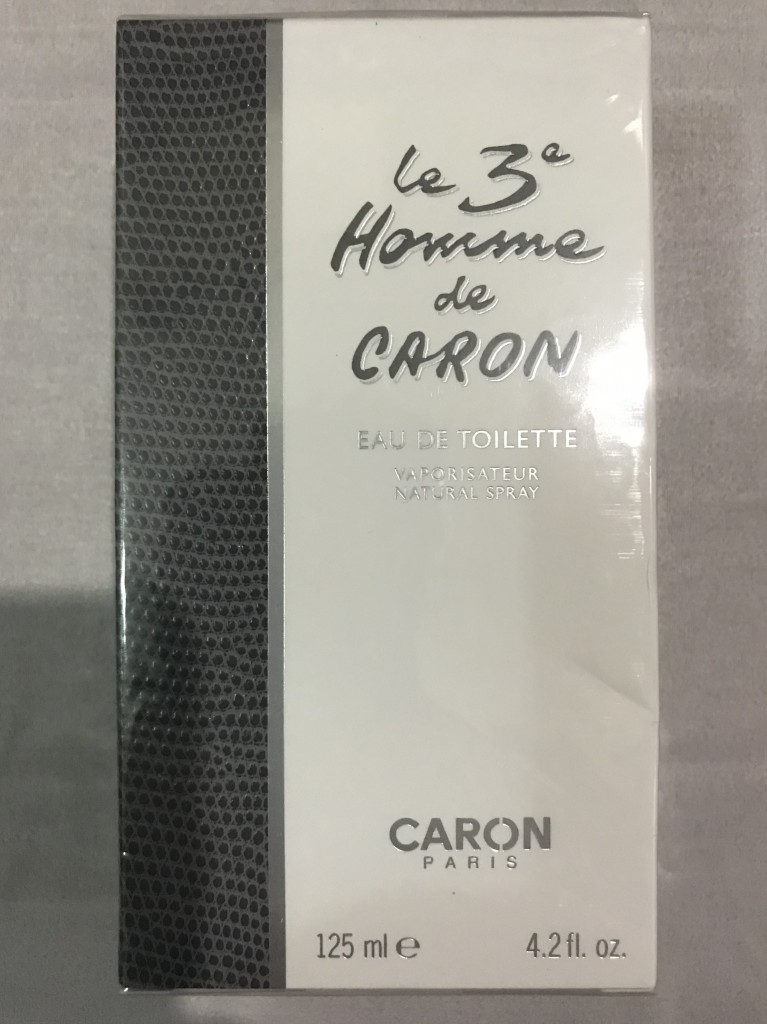 Le 3e
Homme
de
CARON
EAU DE TOILETTE
VAPORISATEUR
NATURAL SPRAY
CARON
PARIS
125 ml ℮
4.2 fl. oz.